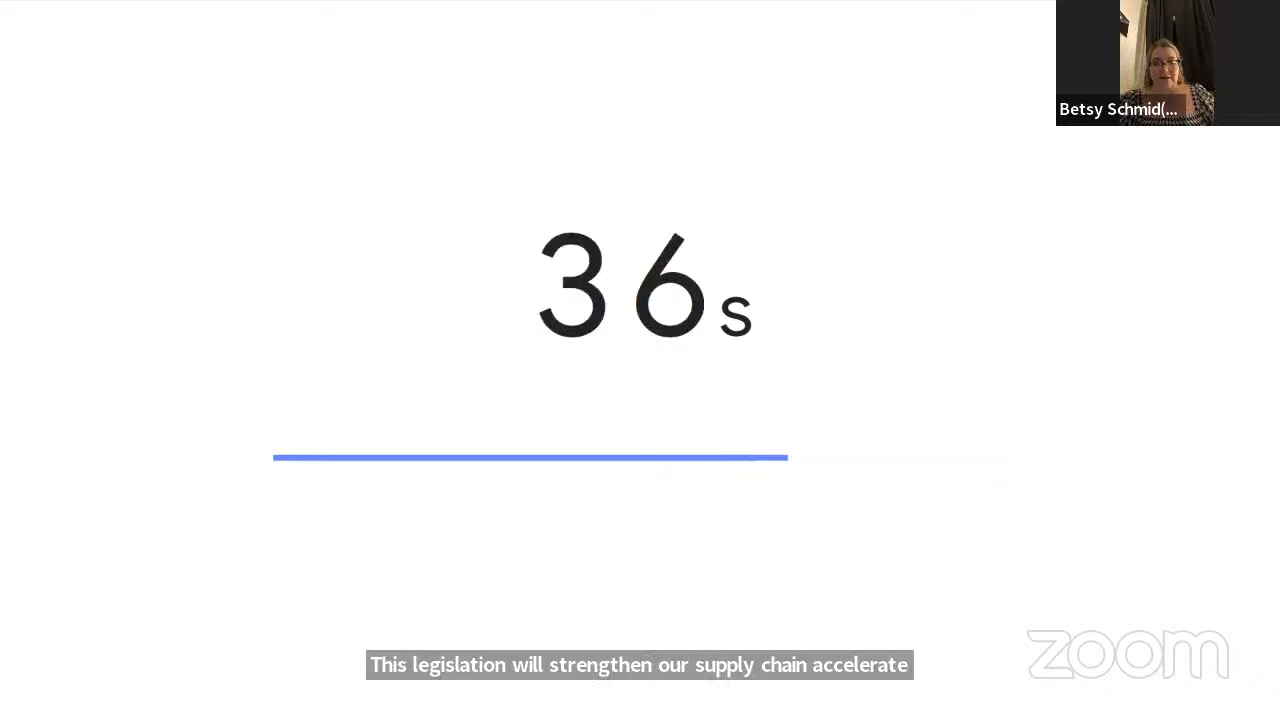 Betsy Schmid(...
36s
This legislation will strengthen our supply chain accelerate
zoom